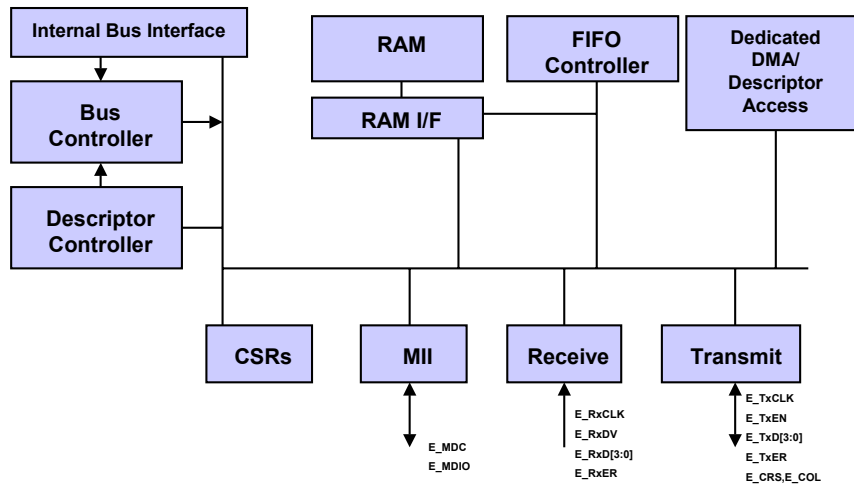 Internal Bus Interface
RAM
FIFO
Controller
Dedicated
DMA/
Descriptor
Access
Bus
Controller
RAM I/F
Descriptor
Controller
CSRs
MII
Receive
Transmit
E_MDC
E_MDIO
E_RxCLK
E_RxDV
E_RxD[3:0]
E_RxER
E_TxCLK
E_TxEN
E_TxD[3:0]
E_TxER
E_CRS,E_COL